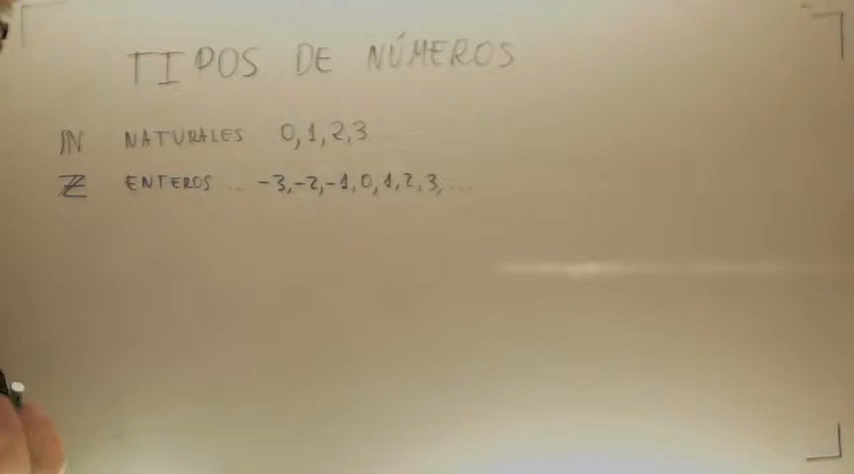 TIPOS DE NÚMEROS
ℕ NATURALES 0,1,2,3
ℤ ENTEROS .. -3,-2,-1,0,1,2,3,...